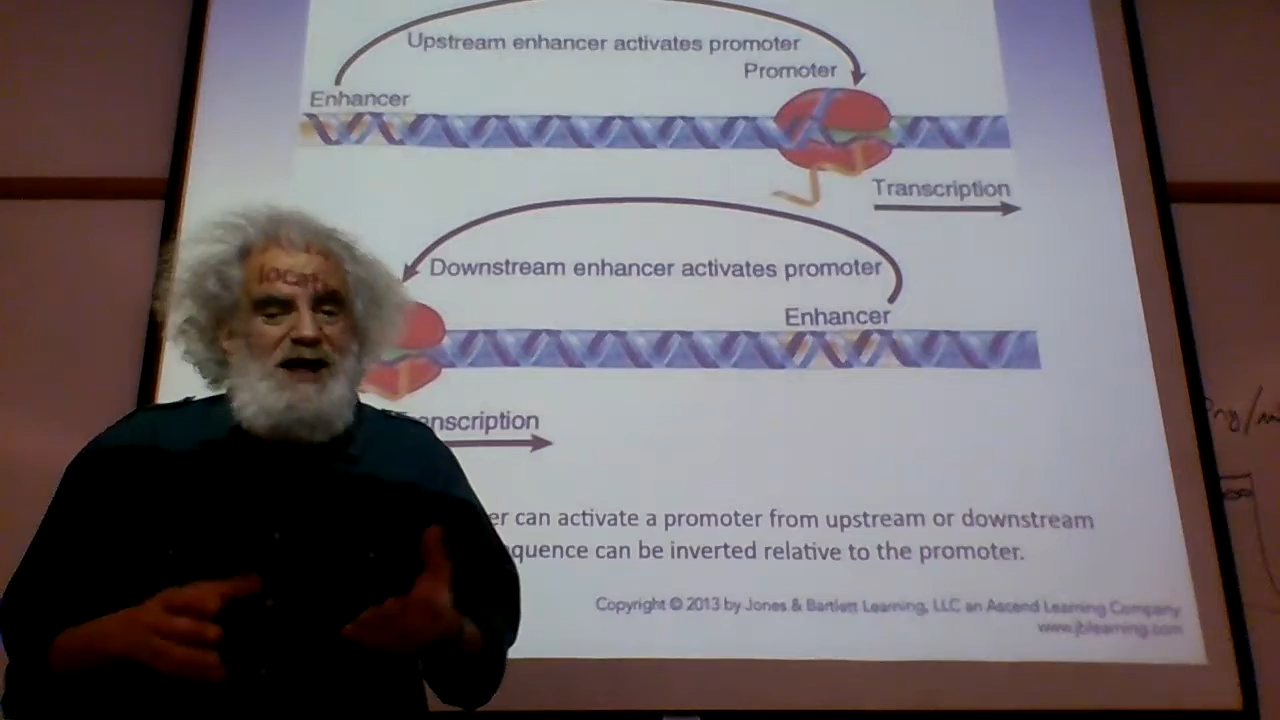 Upstream enhancer activates promoter
Promoter
Enhancer
Transcription
Downstream enhancer activates promoter
Enhancer
nscription
er can activate a promoter from upstream or downstream
quence can be inverted relative to the promoter.
Copyright © 2013 by Jones & Bartlett Learning, LLC an Ascend Learning Company
www.jblearning.com